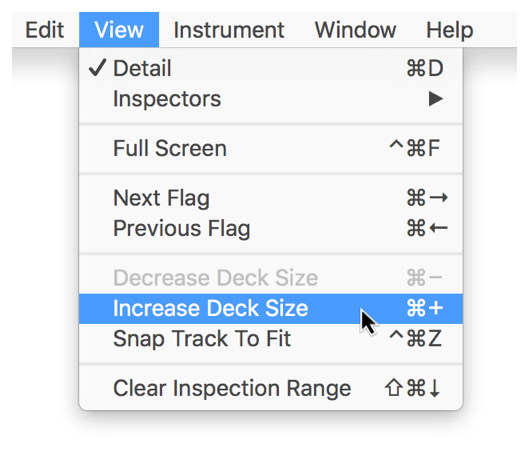 Edit View Instrument Window Help
✓ Detail ⌘D
Inspectors ▶
Full Screen ^⌘F
Next Flag ⌘→
Previous Flag ⌘←
Decrease Deck Size ⌘−
Increase Deck Size ⌘+
Snap Track To Fit ^⌘Z
Clear Inspection Range ⇧⌘↓